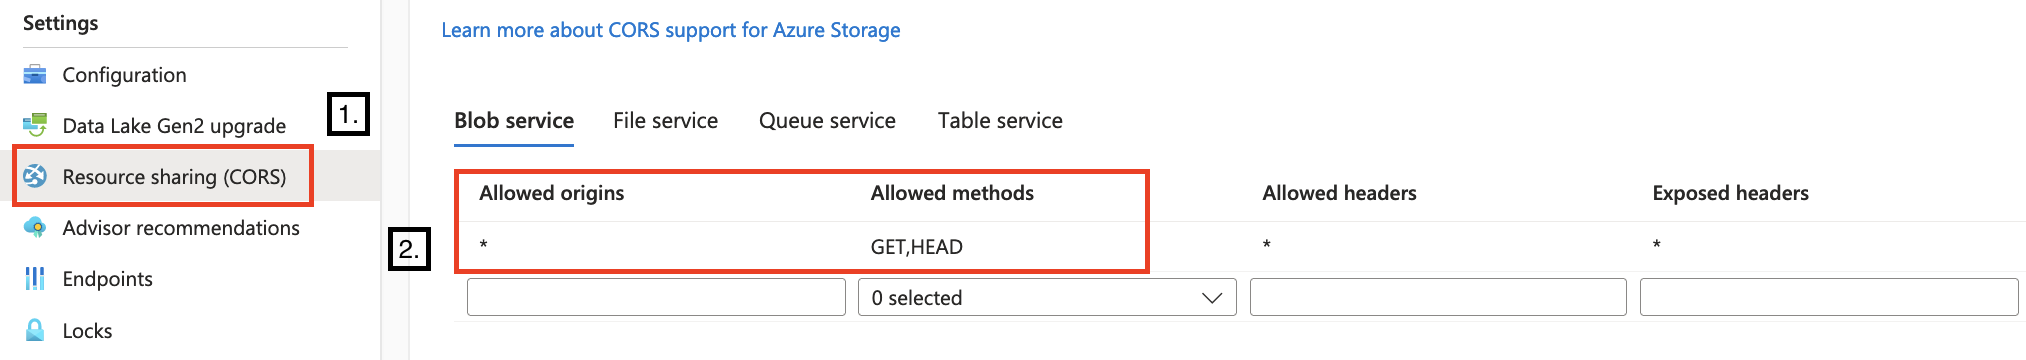 Settings
Configuration
Data Lake Gen2 upgrade
1.
Resource sharing (CORS)
Advisor recommendations
Endpoints
Locks
Learn more about CORS support for Azure Storage
Blob service File service Queue service Table service
2.
Allowed origins Allowed methods Allowed headers Exposed headers
* GET,HEAD * *
0 selected